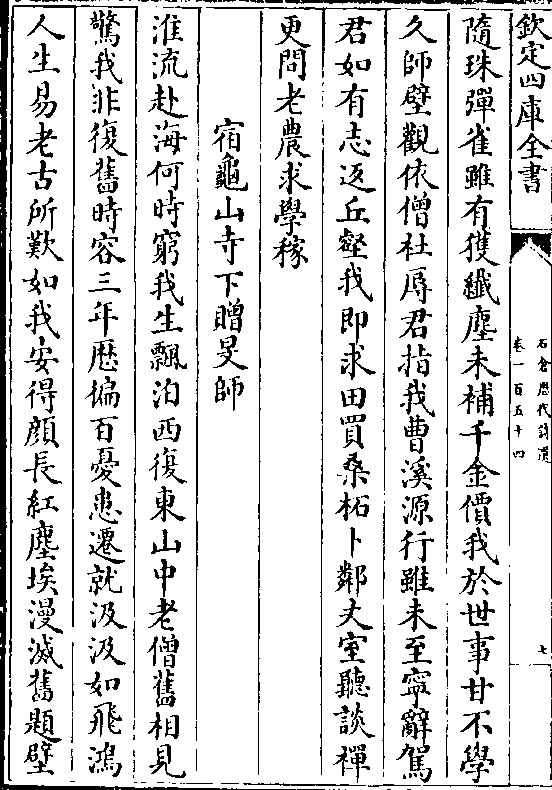 欽定四庫全書
石倉歷代詩選
卷一百五十四
七
隨珠彈雀雖有獲纖塵未補千金價我於世事甘不學
久師壁觀依僧社辱君指我曹溪源行雖未至寧辭駕
君如有志返丘壑我即求田買桑柘卜鄰丈室聽談禪
更問老農求學稼
宿龜山寺下贈旻師
淮流赴海何時窮我生飄泊西復東山中老僧舊相見
驚我非復舊時容三年歴徧百憂患遷就汲汲如飛鴻
人生易老古所歎如我安得顔長紅塵埃漫滅舊題壁